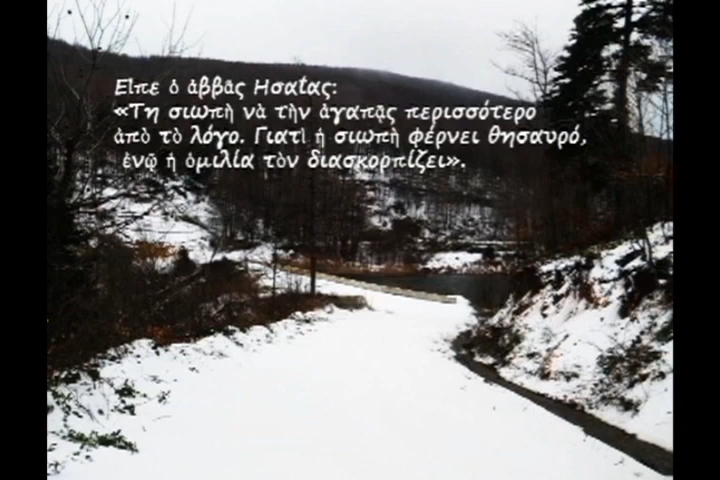 Εἶπε ὁ ἀββᾶς Ησαΐας:
«Τη σιωπὴ νὰ τὴν ἀγαπᾷς περισσότερο
ἀπὸ τὸ λόγο. Γιατὶ ἡ σιωπὴ φέρνει θησαυρό,
ἐνῷ ἡ ὁμιλία τὸν διασκορπίζει».